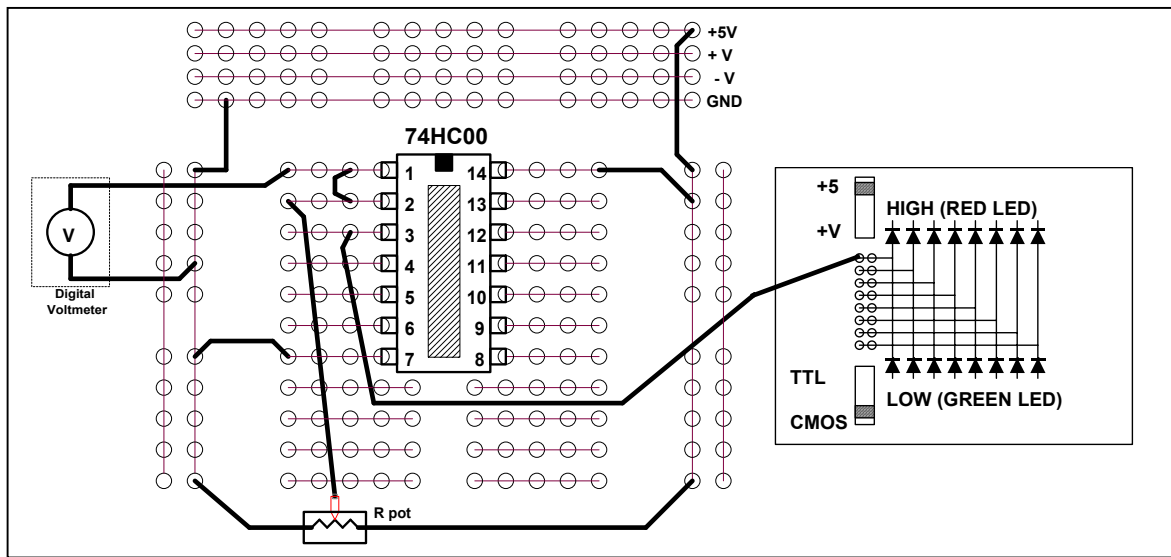 +5V
+ V
- V
GND
74HC00
1 14
2 13
3 12
4 11
5 10
6 9
7 8
V
Digital
Voltmeter
R pot
+5
HIGH (RED LED)
+V
TTL
LOW (GREEN LED)
CMOS